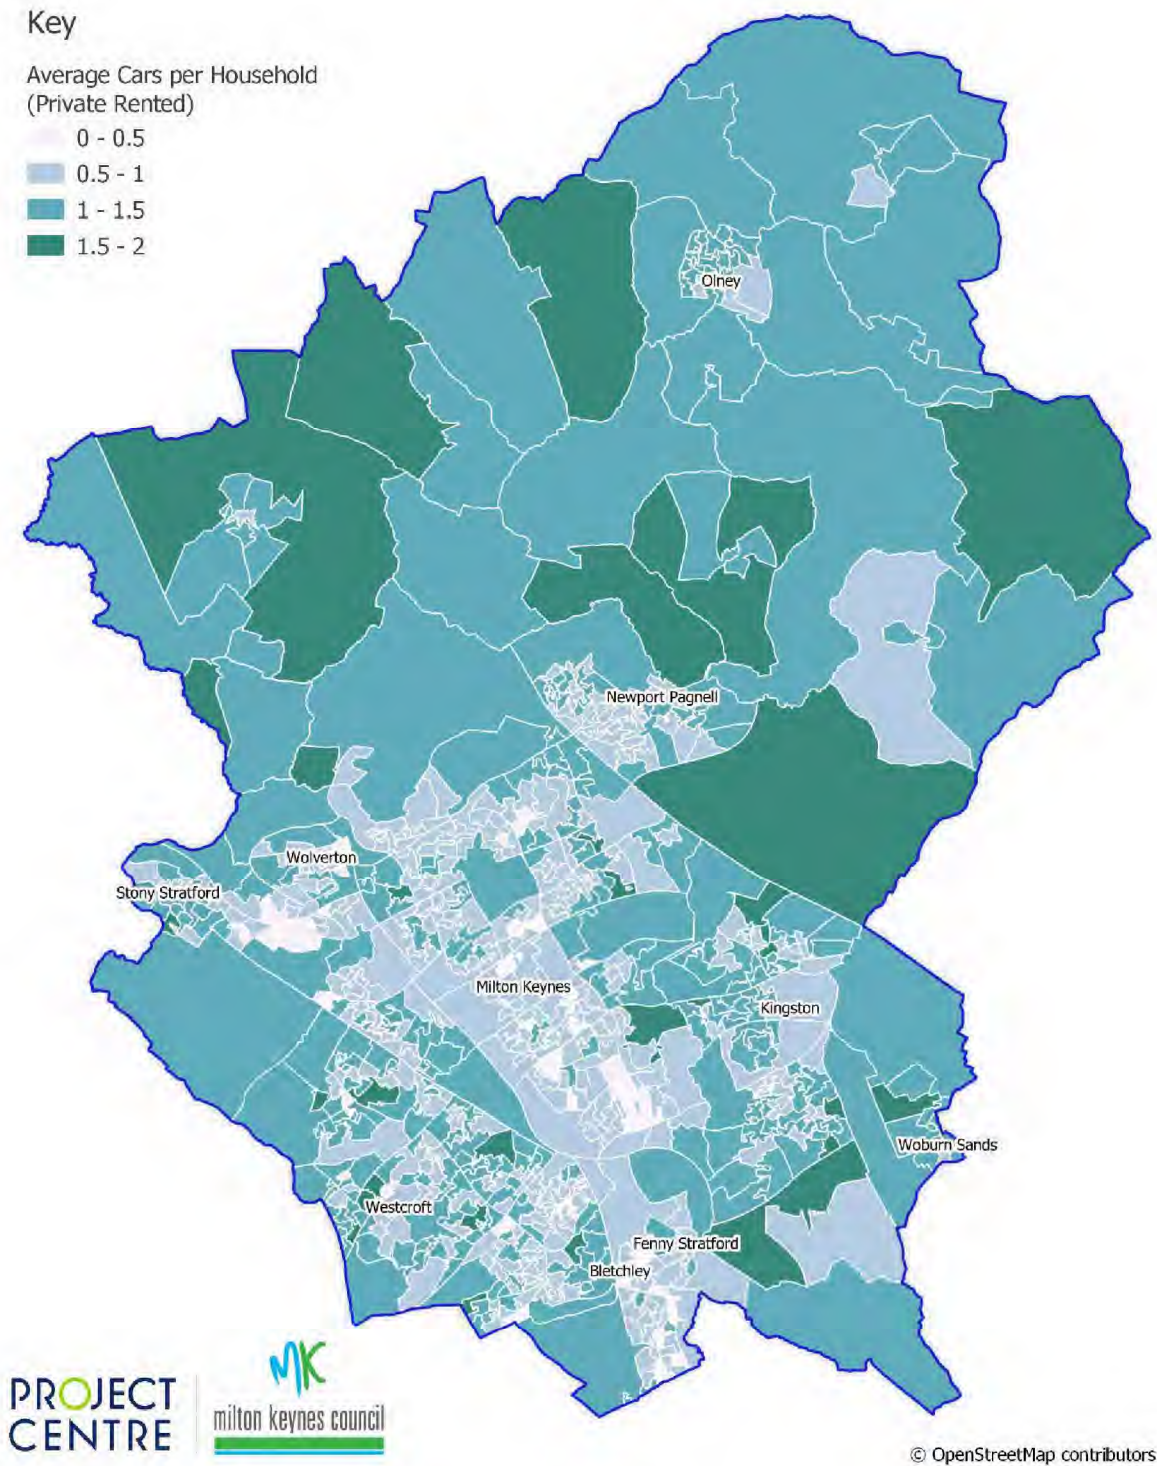 Key
Average Cars per Household
(Private Rented)
0 - 0.5
0.5 - 1
1 - 1.5
1.5 - 2
Olney
Newport Pagnell
Wolverton
Stony Stratford
Milton Keynes
Kingston
Woburn Sands
Westcroft
Fenny Stratford
Bletchley
PROJECT
CENTRE
MK
milton keynes council
© OpenStreetMap contributors